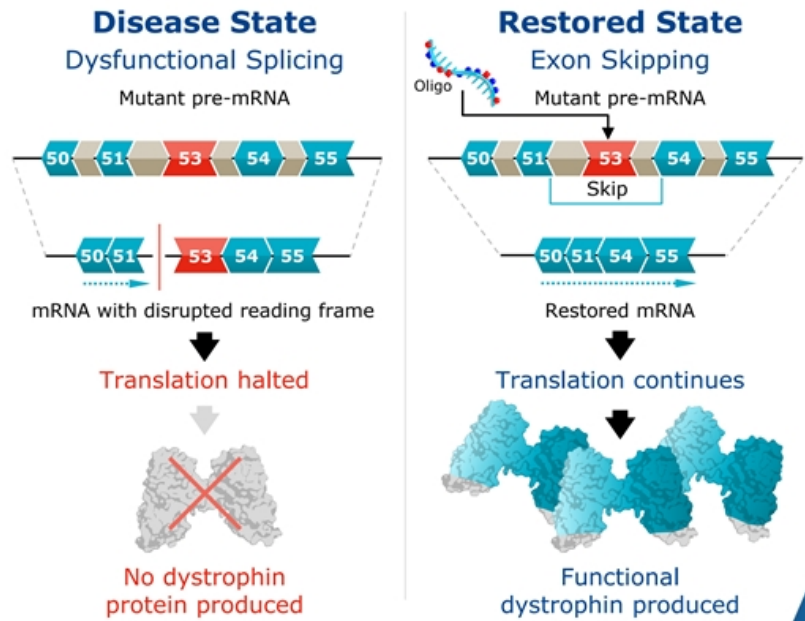 Disease State
Dysfunctional Splicing
Mutant pre-mRNA
50 51 53 54 55
50 51 53 54 55
mRNA with disrupted reading frame
Translation halted
No dystrophin
protein produced
Restored State
Exon Skipping
Oligo
Mutant pre-mRNA
50 51 53 54 55
Skip
50 51 54 55
Restored mRNA
Translation continues
Functional
dystrophin produced